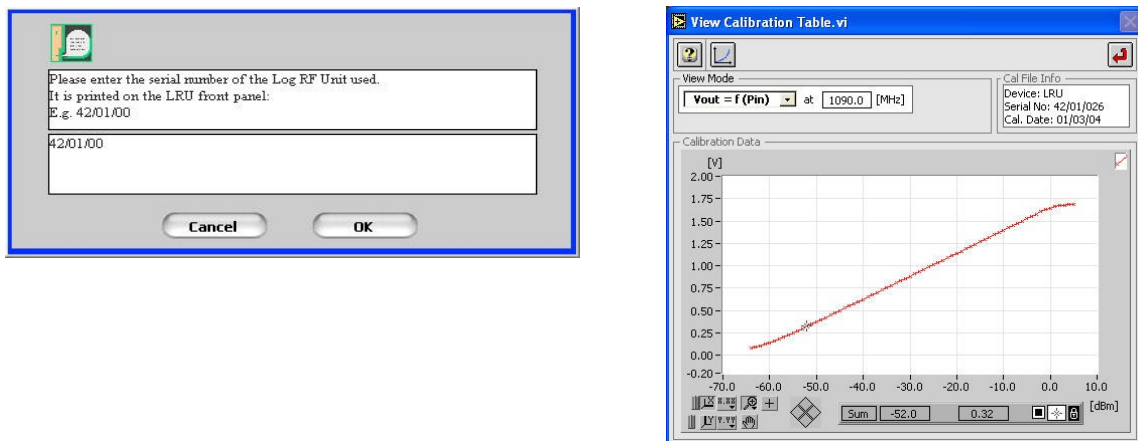 Please enter the serial number of the Log RF Unit used.
It is printed on the LRU front panel:
E.g. 42/01/00
42/01/00
Cancel
OK
View Calibration Table.vi
View Mode
Vout = f (Pin) at 1090.0 [MHz]
Cal File Info
Device: LRU
Serial No: 42/01/026
Cal. Date: 01/03/04
Calibration Data
[V]
2.00
1.75
1.50
1.25
1.00
0.75
0.50
0.25
0.00
-0.20
-70.0 -60.0 -50.0 -40.0 -30.0 -20.0 -10.0 0.0 10.0
[dBm]
Sum -52.0 0.32